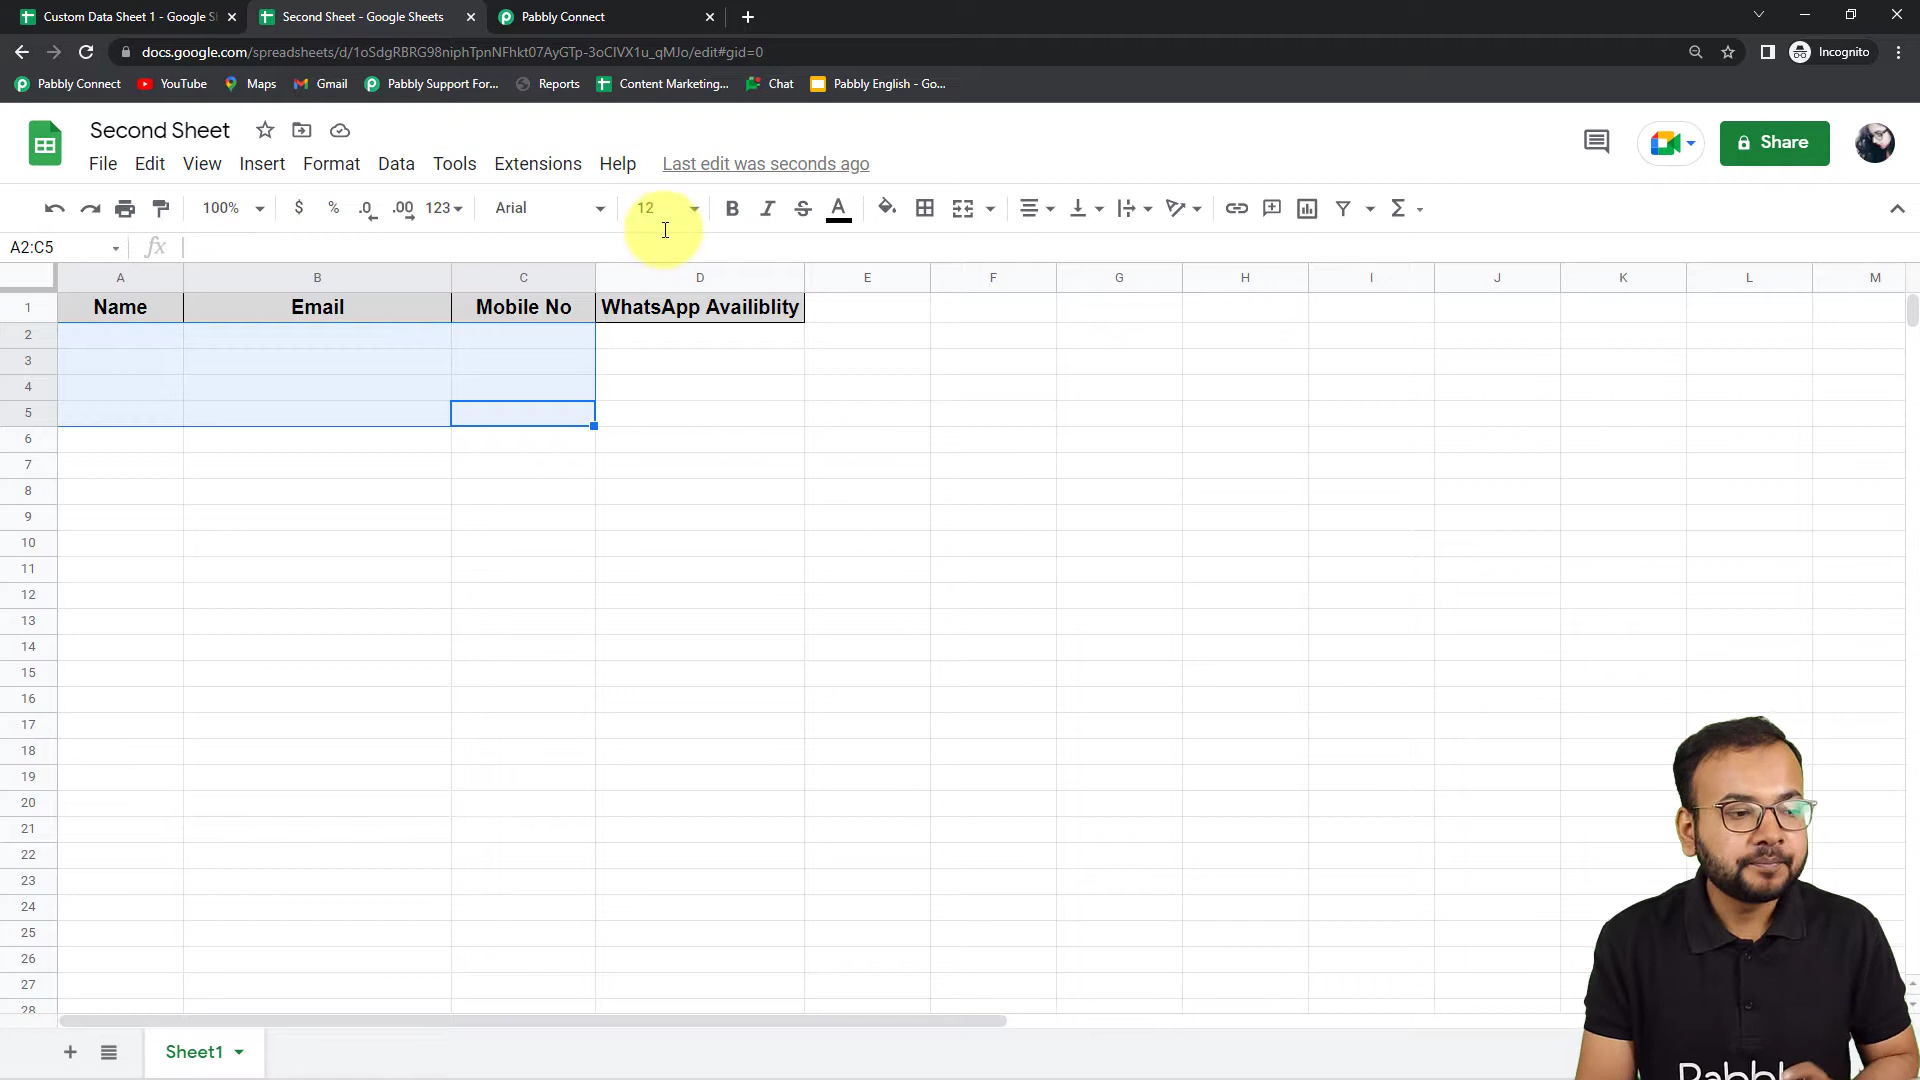 Custom Data Sheet 1 - Google Sh
Second Sheet - Google Sheets
Pabbly Connect
docs.google.com/spreadsheets/d/1oSdgRBRG98niphTpnNFhkt07AyGTp-3oClVX1u_qMJo/edit#gid=0
Incognito
Pabbly Connect
YouTube
Maps
Gmail
Pabbly Support For...
Reports
Content Marketing...
Chat
Pabbly English - Go...
Second Sheet
File Edit View Insert Format Data Tools Extensions Help Last edit was seconds ago
Share
100% $ % .0 .00 123 Arial 12 B I S A
A2:C5 fx
A B C D E F G H I J K L M
1 Name Email Mobile No WhatsApp Availiblity
2
3
4
5
6
7
8
9
10
11
12
13
14
15
16
17
18
19
20
21
22
23
24
25
26
27
28
Sheet1
Pabbl